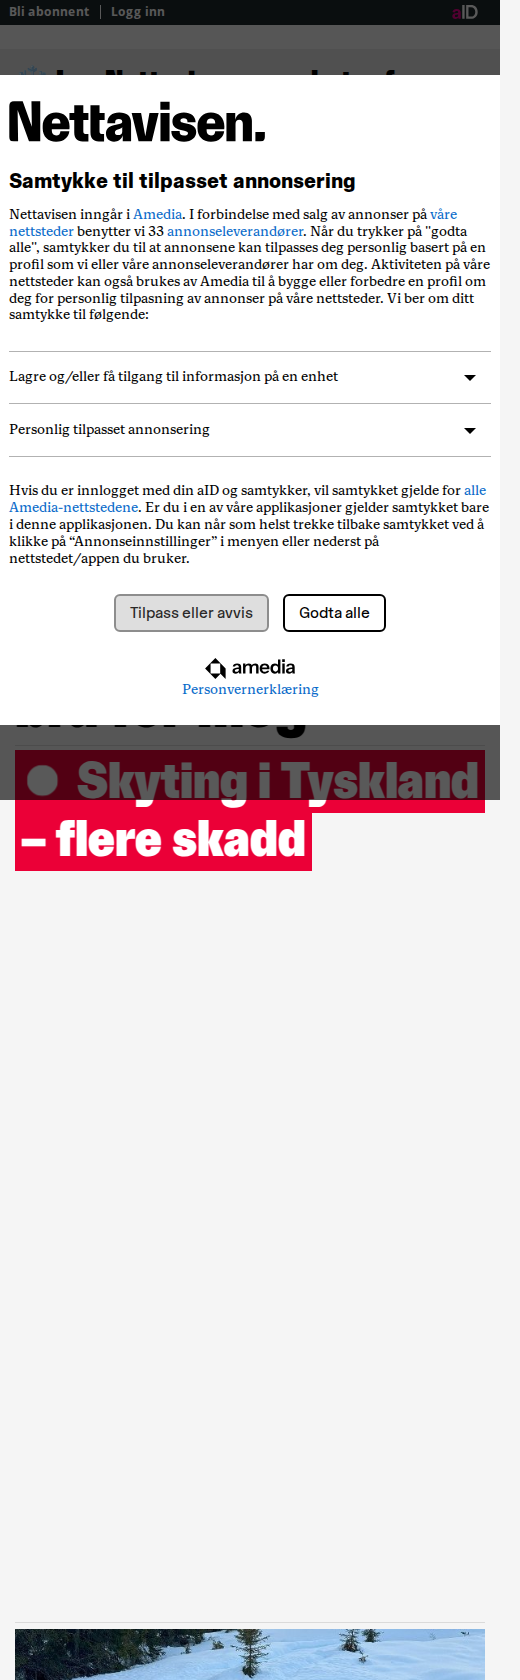 Bli abonnent | Logg inn
aID
Nettavisen.
Samtykke til tilpasset annonsering
Nettavisen inngår i Amedia. I forbindelse med salg av annonser på våre
nettsteder benytter vi 33 annonseleverandører. Når du trykker på "godta
alle", samtykker du til at annonsene kan tilpasses deg personlig basert på en
profil som vi eller våre annonseleverandører har om deg. Aktiviteten på våre
nettsteder kan også brukes av Amedia til å bygge eller forbedre en profil om
deg for personlig tilpasning av annonser på våre nettsteder. Vi ber om ditt
samtykke til følgende:
Lagre og/eller få tilgang til informasjon på en enhet
Personlig tilpasset annonsering
Hvis du er innlogget med din aID og samtykker, vil samtykket gjelde for alle
Amedia-nettstedene. Er du i en av våre applikasjoner gjelder samtykket bare
i denne applikasjonen. Du kan når som helst trekke tilbake samtykket ved å
klikke på “Annonseinnstillinger” i menyen eller nederst på
nettstedet/appen du bruker.
Tilpass eller avvis
Godta alle
amedia
Personvernerklæring
Skyting i Tyskland
– flere skadd